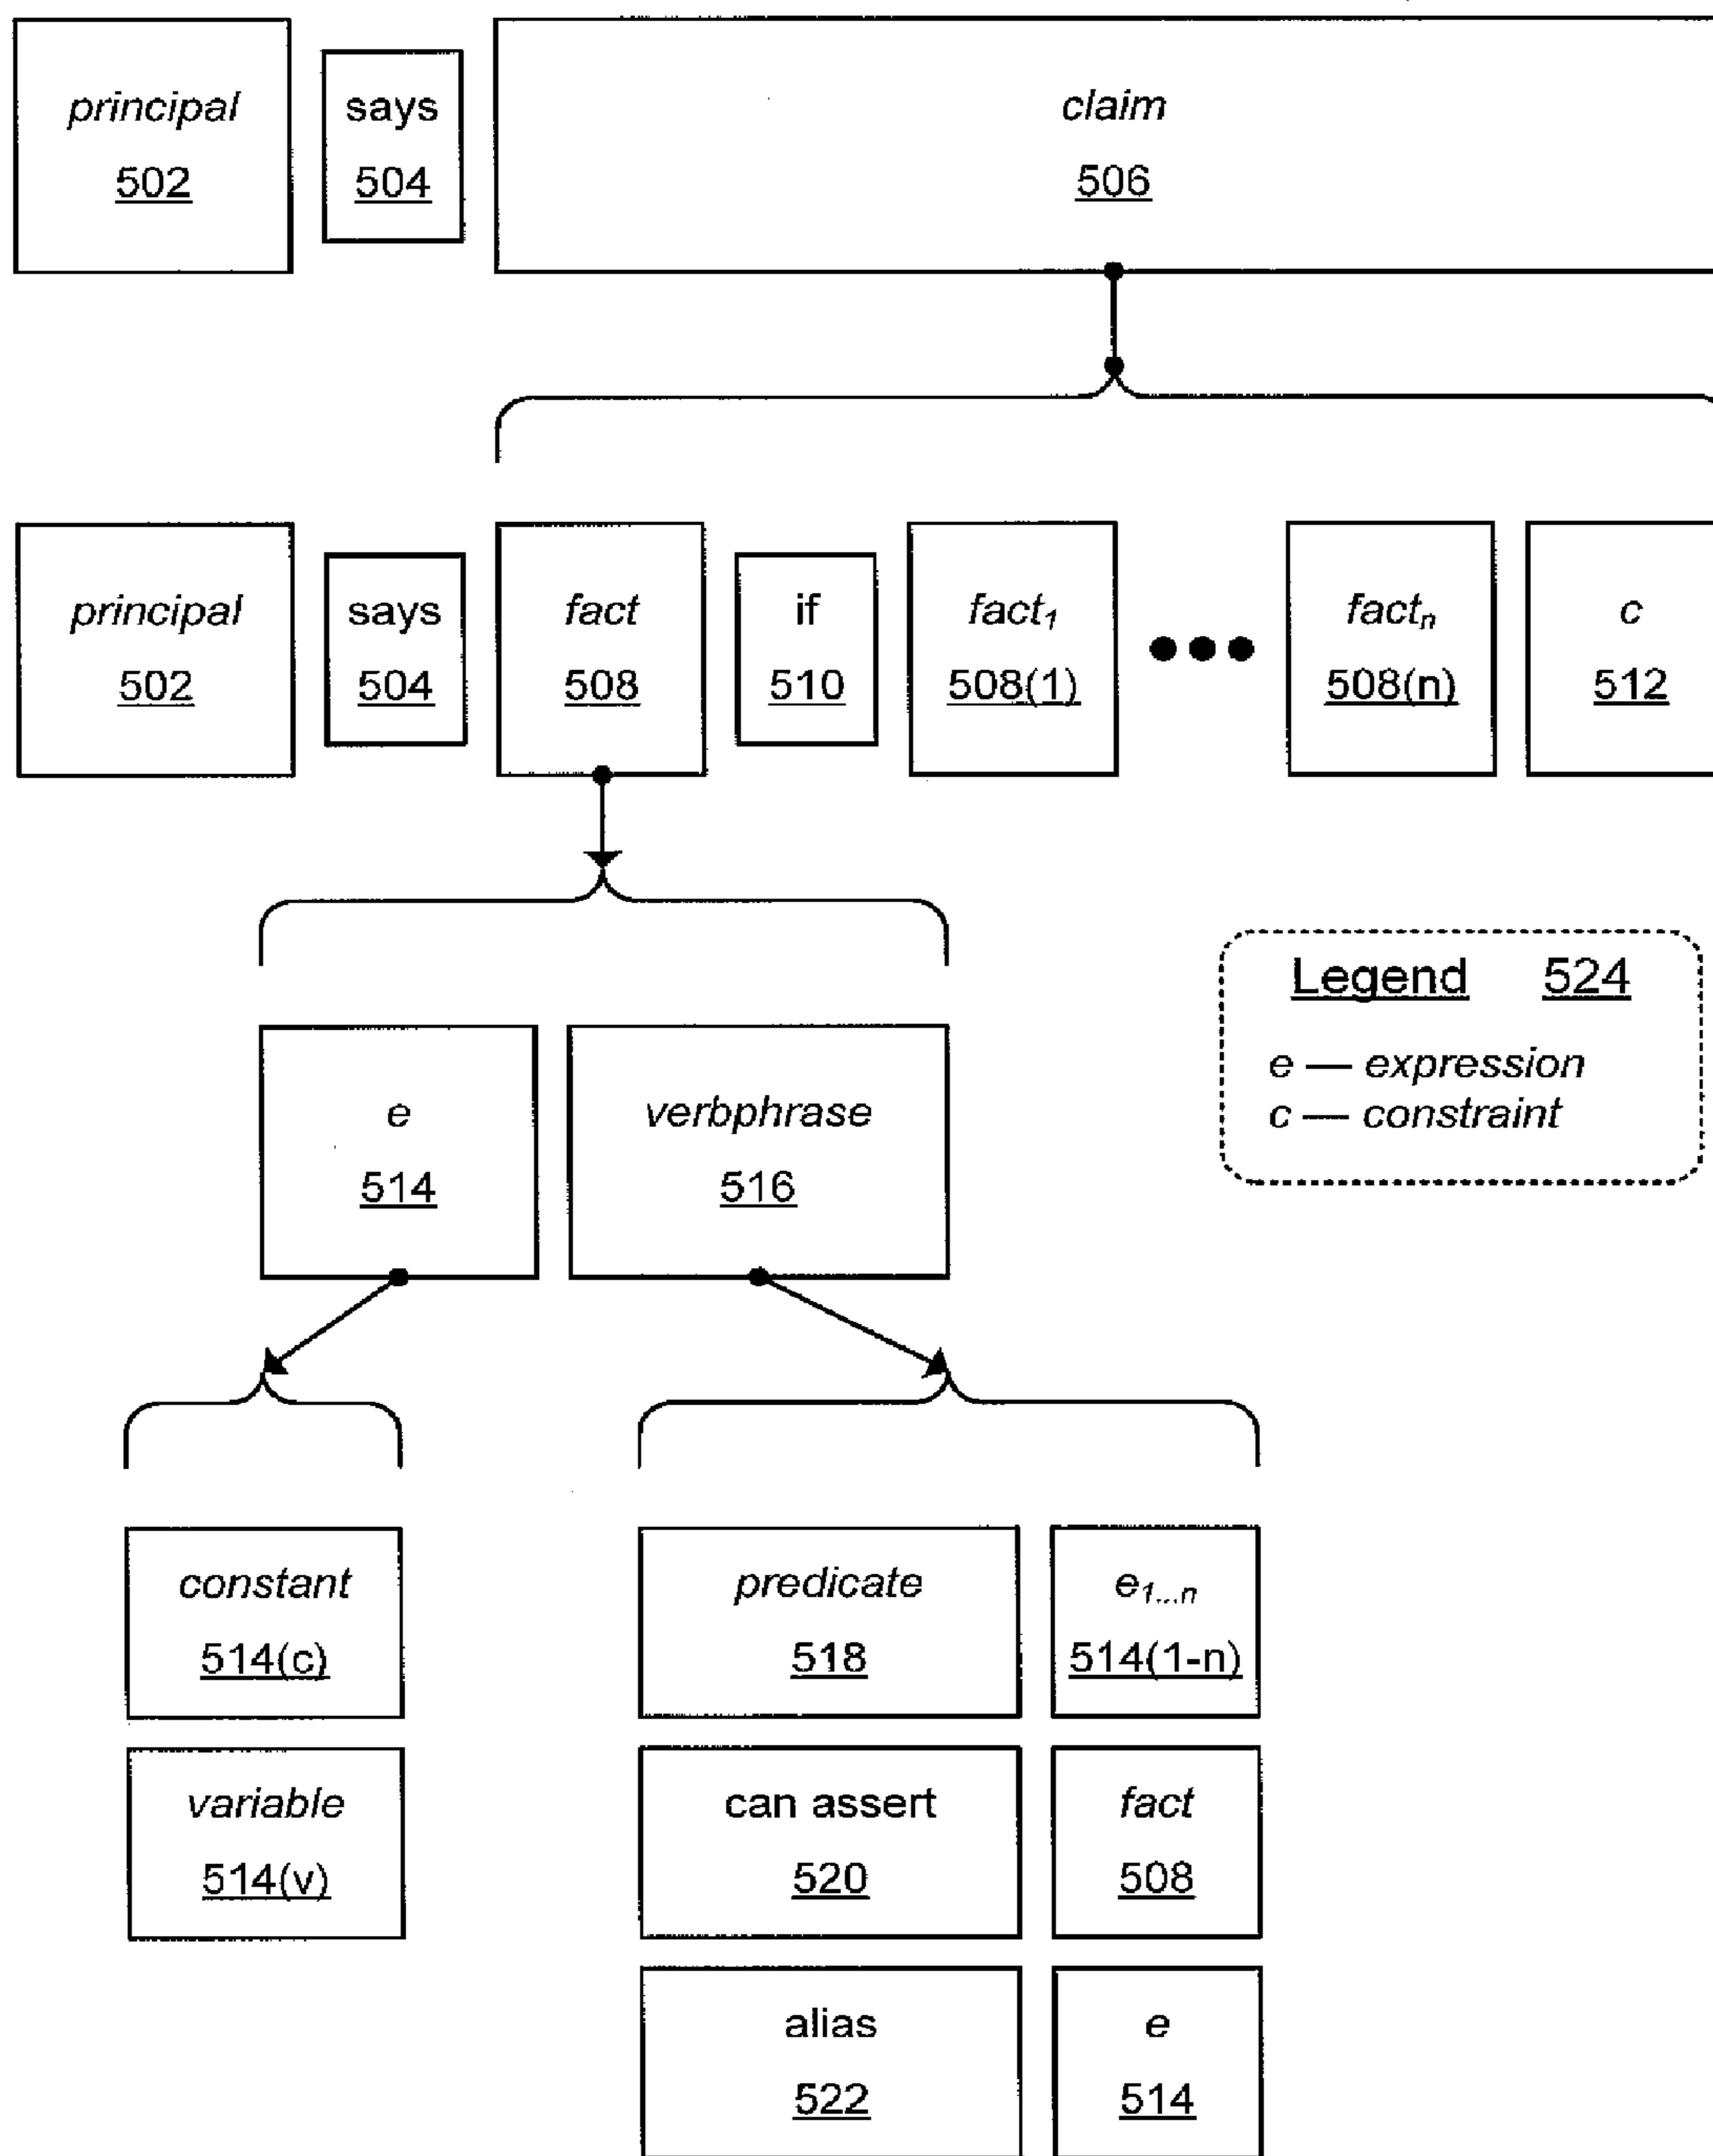 principal says claim
502 504 506
principal says fact if fact₁ ●●● factₙ c
502 504 508 510 508(1) 508(n) 512
Legend 524
e — expression
c — constraint
e verbphrase
514 516
constant predicate e₁...ₙ
514(c) 518 514(1-n)
variable can assert fact
514(v) 520 508
alias e
522 514